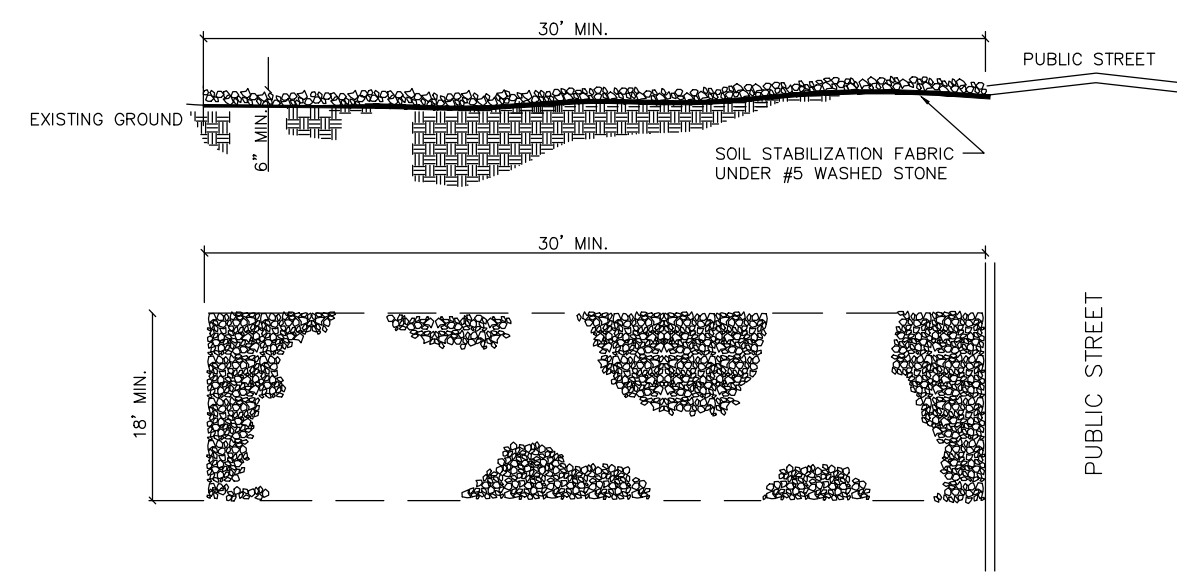 30' MIN.
PUBLIC STREET
EXISTING GROUND
6" MIN.
SOIL STABILIZATION FABRIC
UNDER #5 WASHED STONE
30' MIN.
18' MIN.
PUBLIC STREET